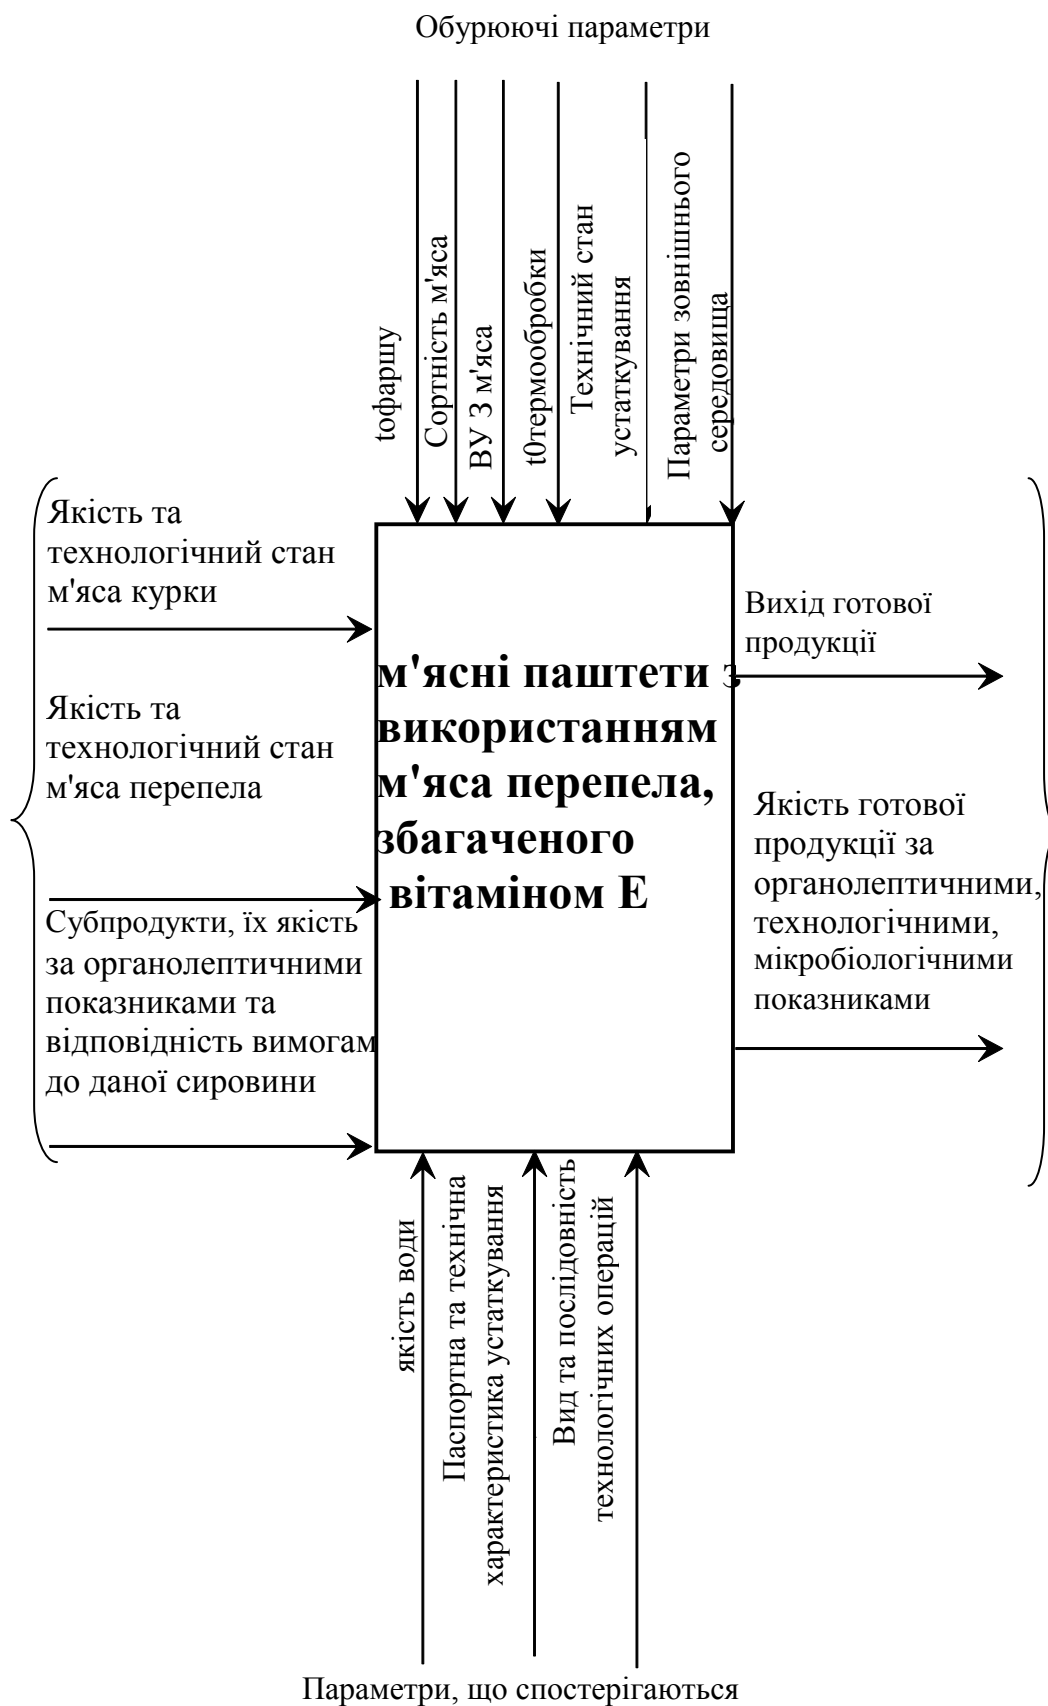 Обурюючі параметри
tофаршу
Сортність м'яса
ВУ З м'яса
t0термообробки
Технічний стан
устаткування
Параметри зовнішнього
середовища
Якість та
технологічний стан
м'яса курки
Якість та
технологічний стан
м'яса перепела
Субпродукти, їх якість
за органолептичними
показниками та
відповідність вимогам
до даної сировини
м'ясні паштети з
використанням
м'яса перепела,
збагаченого
вітаміном Е
Вихід готової
продукції
Якість готової
продукції за
органолептичними,
технологічними,
мікробіологічними
показниками
якість води
Паспортна та технічна
характеристика устаткування
Вид та послідовність
технологічних операцій
Параметри, що спостерігаються